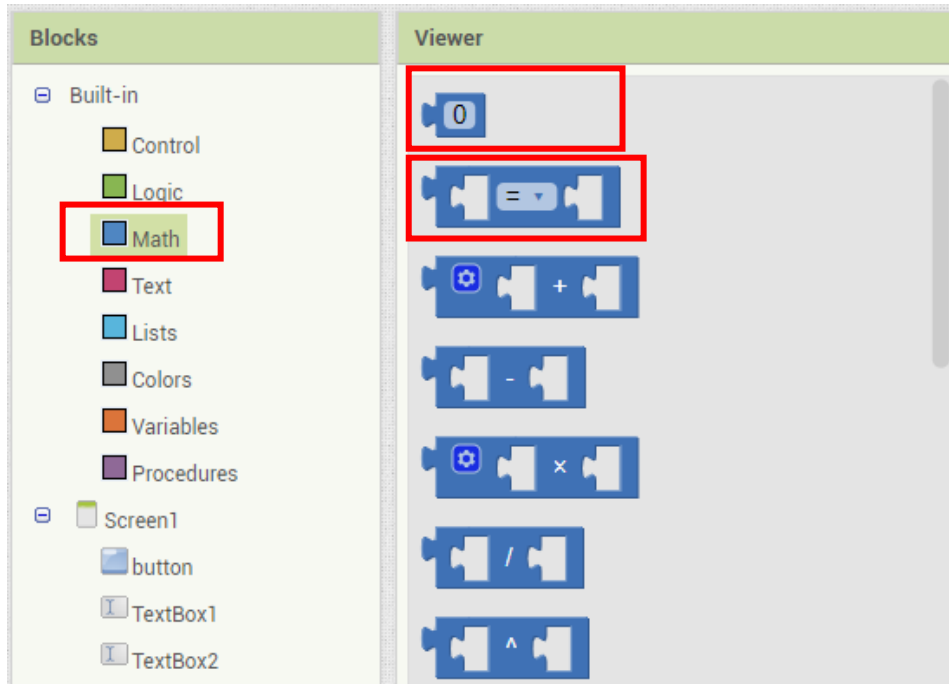 Blocks
Built-in
Control
Logic
Math
Text
Lists
Colors
Variables
Procedures
Screen1
button
TextBox1
TextBox2
Viewer
0
=
+
-
×
/
^